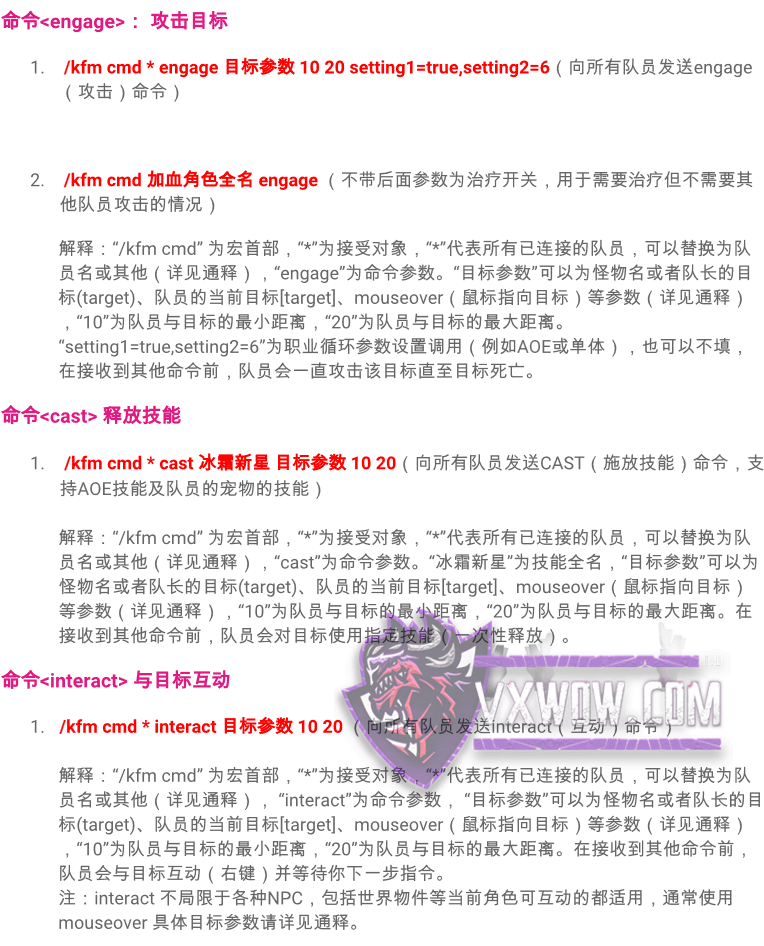 命令<engage>： 攻击目标
1. /kfm cmd * engage 目标参数 10 20 setting1=true,setting2=6（向所有队员发送engage
（攻击）命令）
2. /kfm cmd 加血角色全名 engage （不带后面参数为治疗开关，用于需要治疗但不需要其
他队员攻击的情况）
解释：“/kfm cmd” 为宏首部，“*”为接受对象，“*”代表所有已连接的队员，可以替换为队
员名或其他（详见通释），“engage”为命令参数。“目标参数”可以为怪物名或者队长的目
标(target)、队员的当前目标[target]、mouseover（鼠标指向目标）等参数（详见通释）
，“10”为队员与目标的最小距离，“20”为队员与目标的最大距离。
“setting1=true,setting2=6”为职业循环参数设置调用（例如AOE或单体），也可以不填，
在接收到其他命令前，队员会一直攻击该目标直至目标死亡。
命令<cast> 释放技能
1. /kfm cmd * cast 冰霜新星 目标参数 10 20（向所有队员发送CAST（施放技能）命令，支
持AOE技能及队员的宠物的技能）
解释：“/kfm cmd” 为宏首部，“*”为接受对象，“*”代表所有已连接的队员，可以替换为队
员名或其他（详见通释），“cast”为命令参数。“冰霜新星”为技能全名，“目标参数”可以为
怪物名或者队长的目标(target)、队员的当前目标[target]、mouseover（鼠标指向目标）
等参数（详见通释），“10”为队员与目标的最小距离，“20”为队员与目标的最大距离。在
接收到其他命令前，队员会对目标使用指定技能（一次性释放）。
命令<interact> 与目标互动
VXWOW.COM
1. /kfm cmd * interact 目标参数 10 20 （向所有队员发送interact（互动）命令）
解释：“/kfm cmd” 为宏首部，“*”为接受对象，“*”代表所有已连接的队员，可以替换为队
员名或其他（详见通释）， “interact”为命令参数， “目标参数”可以为怪物名或者队长的目
标(target)、队员的当前目标[target]、mouseover（鼠标指向目标）等参数（详见通释）
，“10”为队员与目标的最小距离，“20”为队员与目标的最大距离。在接收到其他命令前，
队员会与目标互动（右键）并等待你下一步指令。
注：interact 不局限于各种NPC，包括世界物件等当前角色可互动的都适用，通常使用
mouseover 具体目标参数请详见通释。